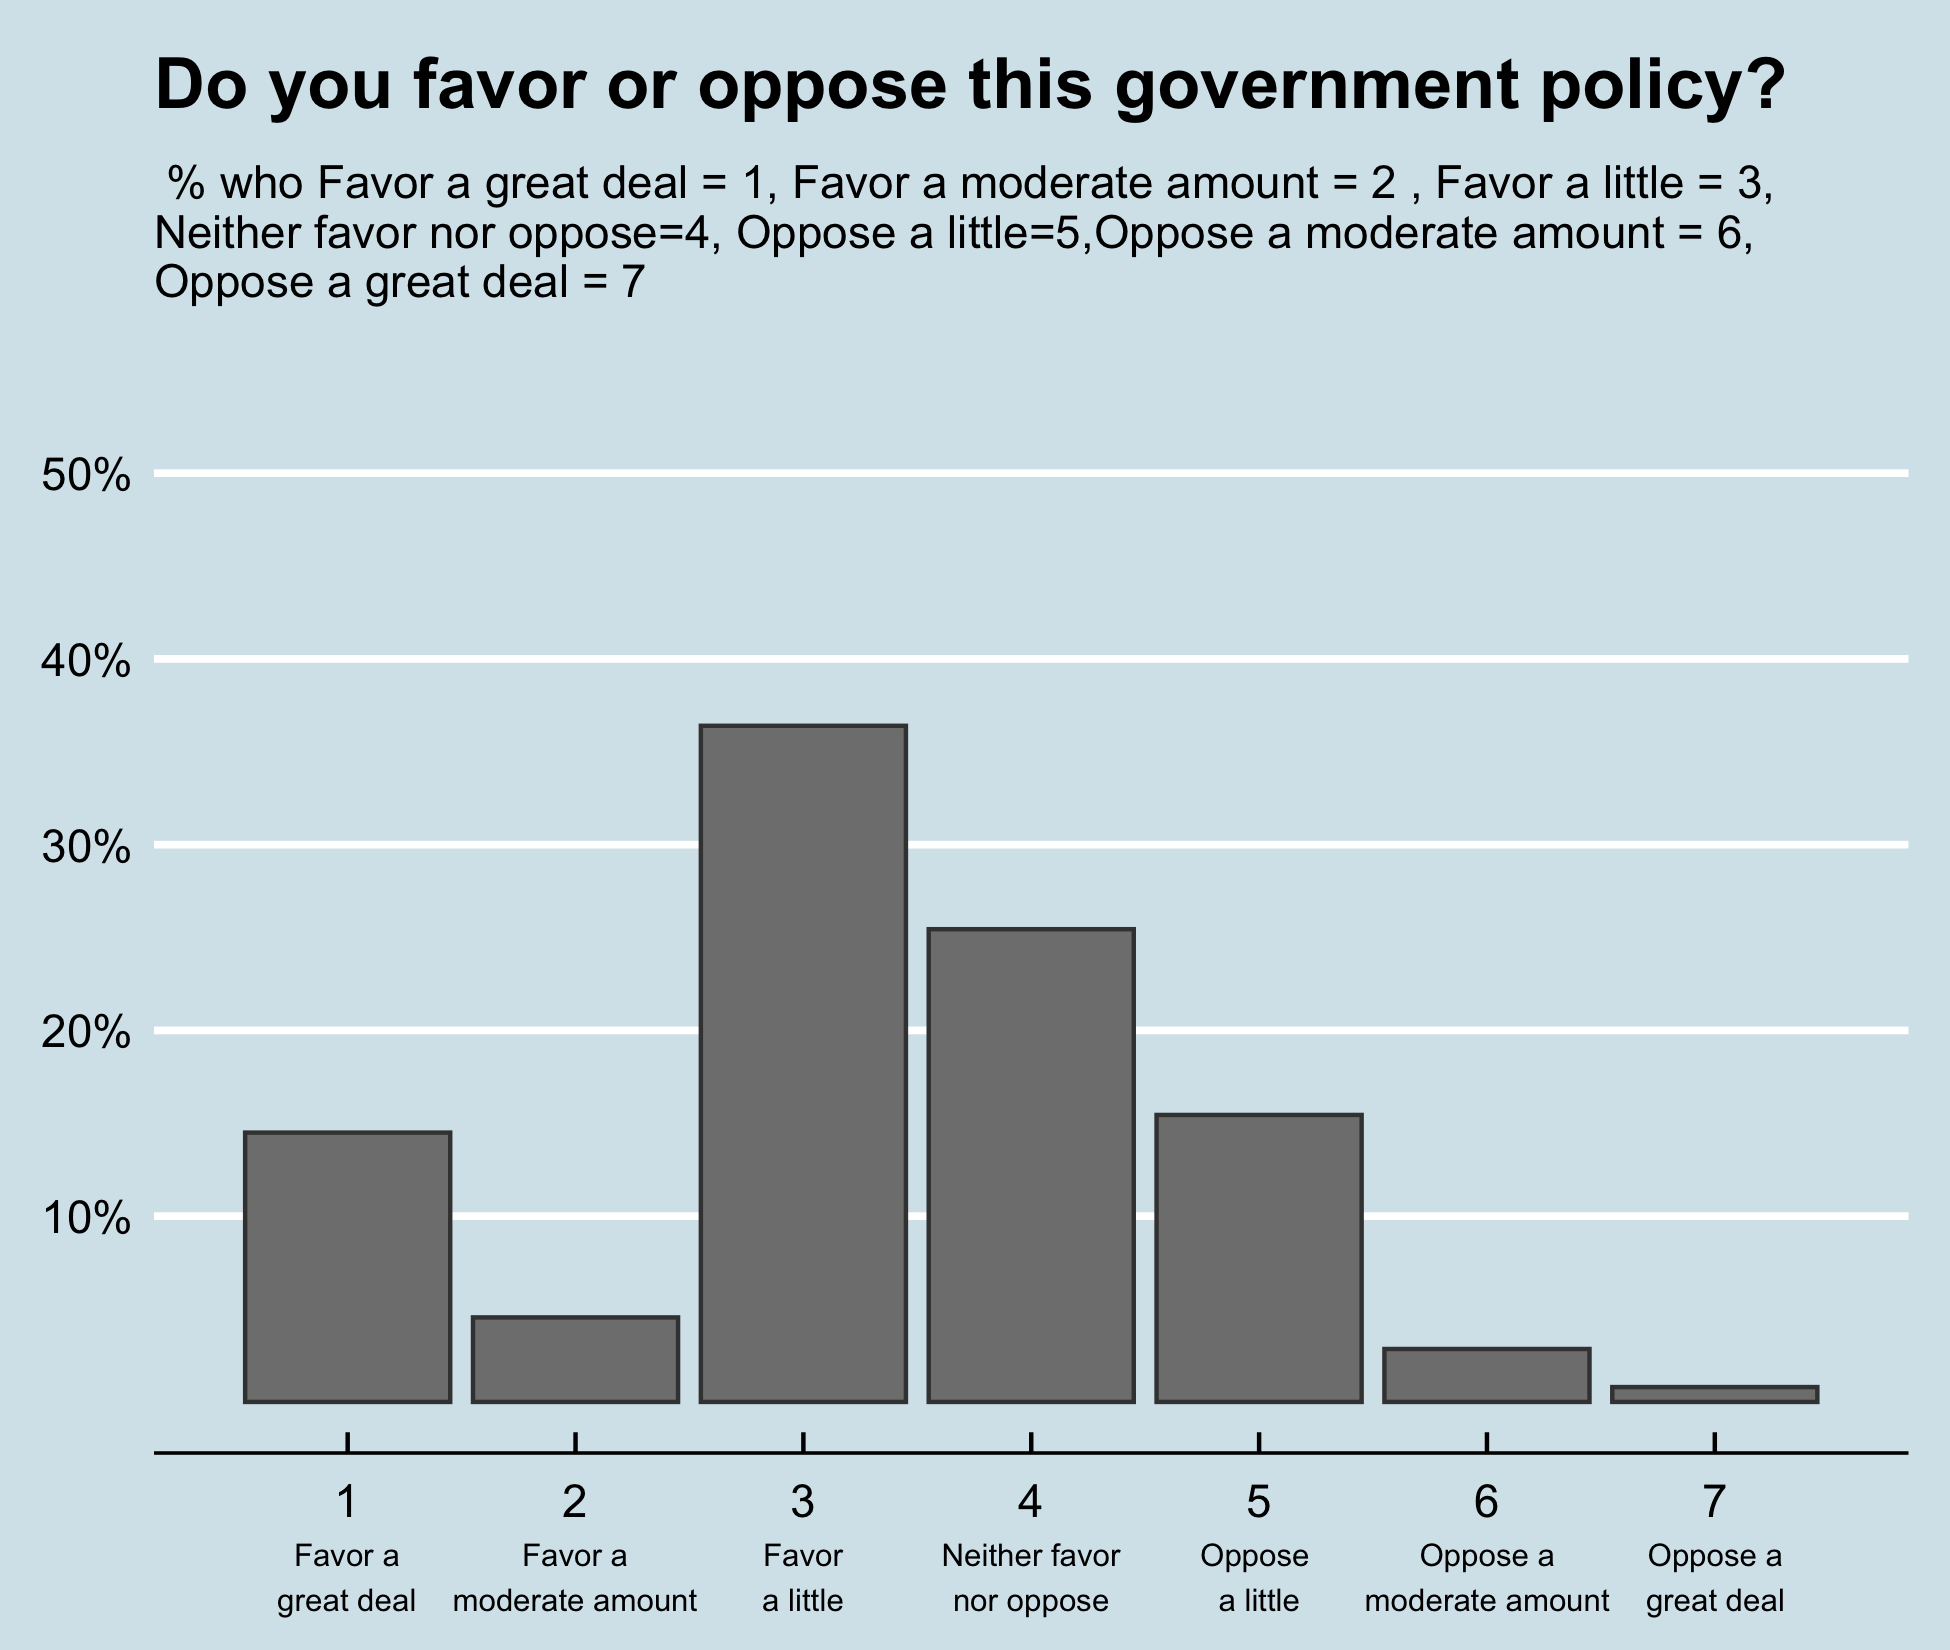 Do you favor or oppose this government policy?
% who Favor a great deal = 1, Favor a moderate amount = 2 , Favor a little = 3,
Neither favor nor oppose=4, Oppose a little=5,Oppose a moderate amount = 6,
Oppose a great deal = 7
50%
40%
30%
20%
10%
1 2 3 4 5 6 7
Favor a Favor a Favor Neither favor Oppose Oppose a Oppose a
great deal moderate amount a little nor oppose a little moderate amount great deal